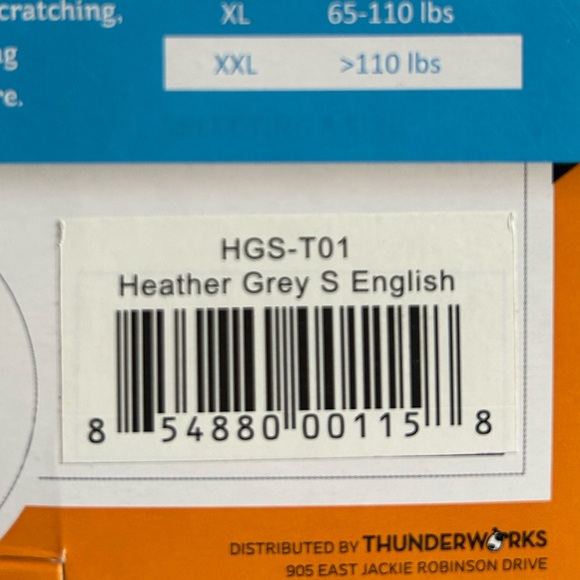 cratching,
XL 65-110 lbs
XXL >110 lbs
re.
HGS-T01
Heather Grey S English
8 54880 00115 8
DISTRIBUTED BY THUNDERWORKS
905 EAST JACKIE ROBINSON DRIVE